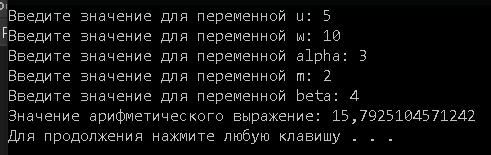 Введите значение для переменной u: 5
Введите значение для переменной w: 10
Введите значение для переменной alpha: 3
Введите значение для переменной m: 2
Введите значение для переменной beta: 4
Значение арифметического выражение: 15,7925104571242
Для продолжения нажмите любую клавишу . . .